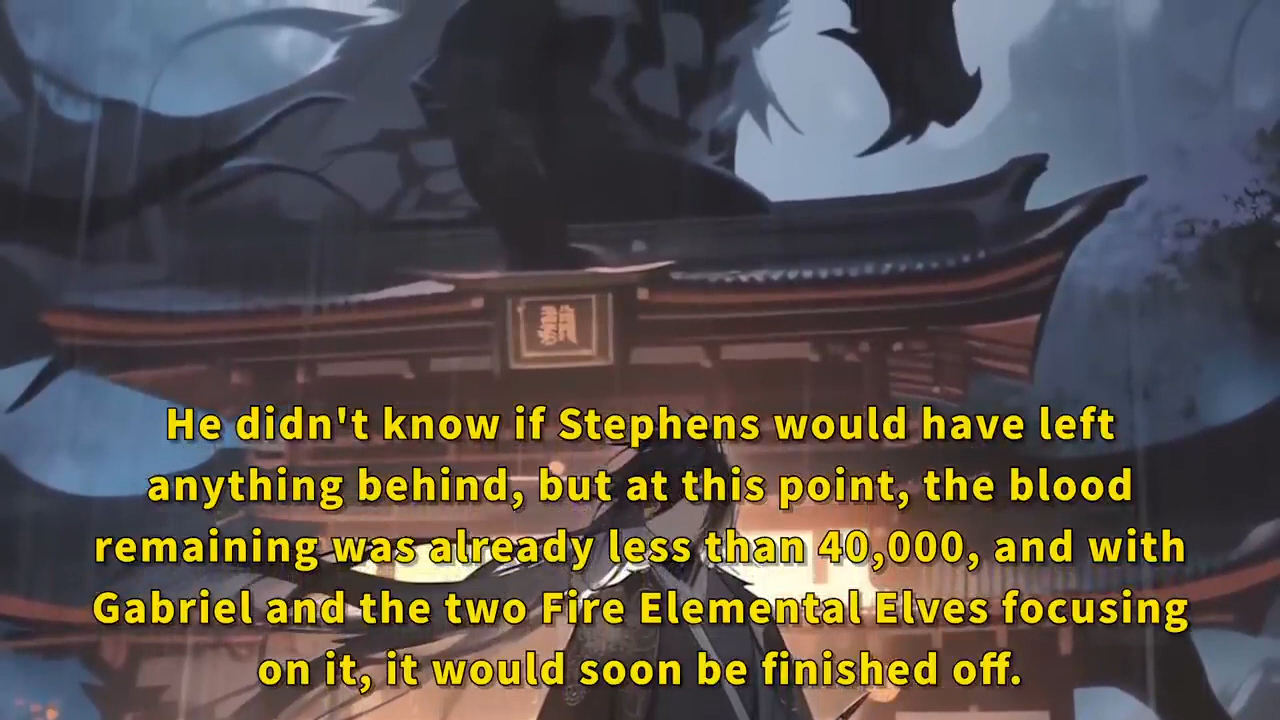 He didn't know if Stephens would have left
anything behind, but at this point, the blood
remaining was already less than 40,000, and with
Gabriel and the two Fire Elemental Elves focusing
on it, it would soon be finished off.